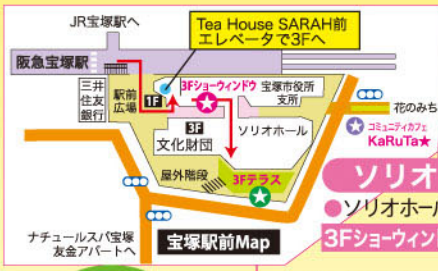 JR宝塚駅へ
Tea House SARAH前
エレベータで3Fへ
阪急宝塚駅
三井
住友
銀行
駅前
広場
1F
3Fショーウィンドウ
宝塚市役所
支所
花のみち
コミュニティカフェ
KaRuTa★
3F
文化財団
ソリオホール
屋外階段
3Fテラス
ソリオ
●ソリオホール
3Fショーウィン
ナチュールスパ宝塚
友金アパートへ
宝塚駅前Map